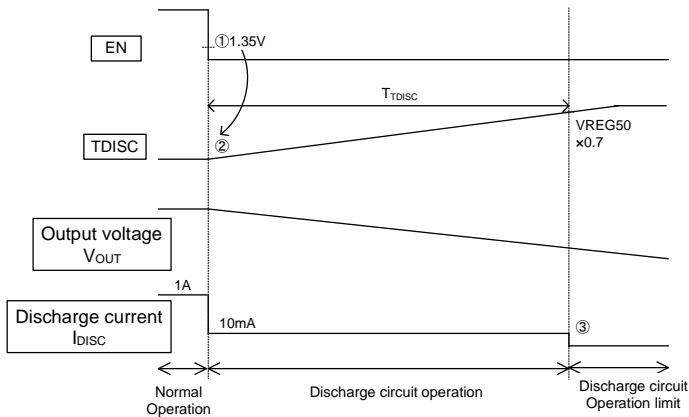 EN
①1.35V
T_TDISC
TDISC
②
VREG50
×0.7
Output voltage
V_OUT
1A
Discharge current
I_DISC
10mA
③
Normal
Operation
Discharge circuit operation
Discharge circuit
Operation limit